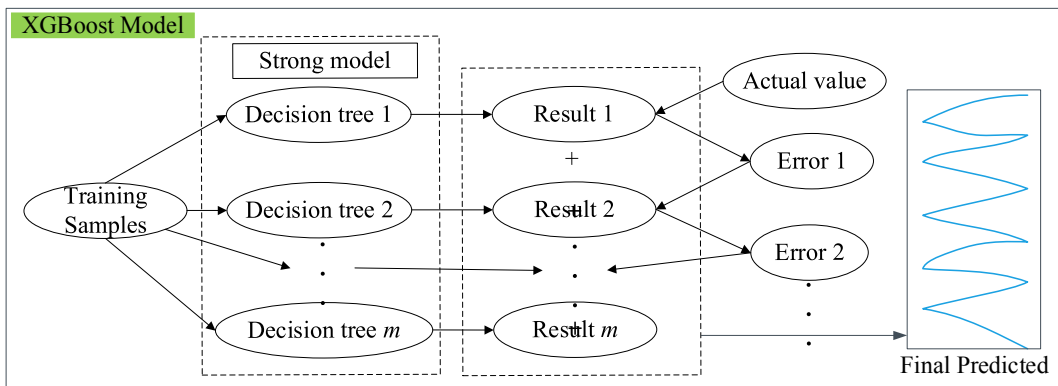 XGBoost Model
Strong model
Actual value
Decision tree 1
Result 1
+
Error 1
Training
Samples
Decision tree 2
Result 2
+
Error 2
Decision tree m
Result m
+
Final Predicted